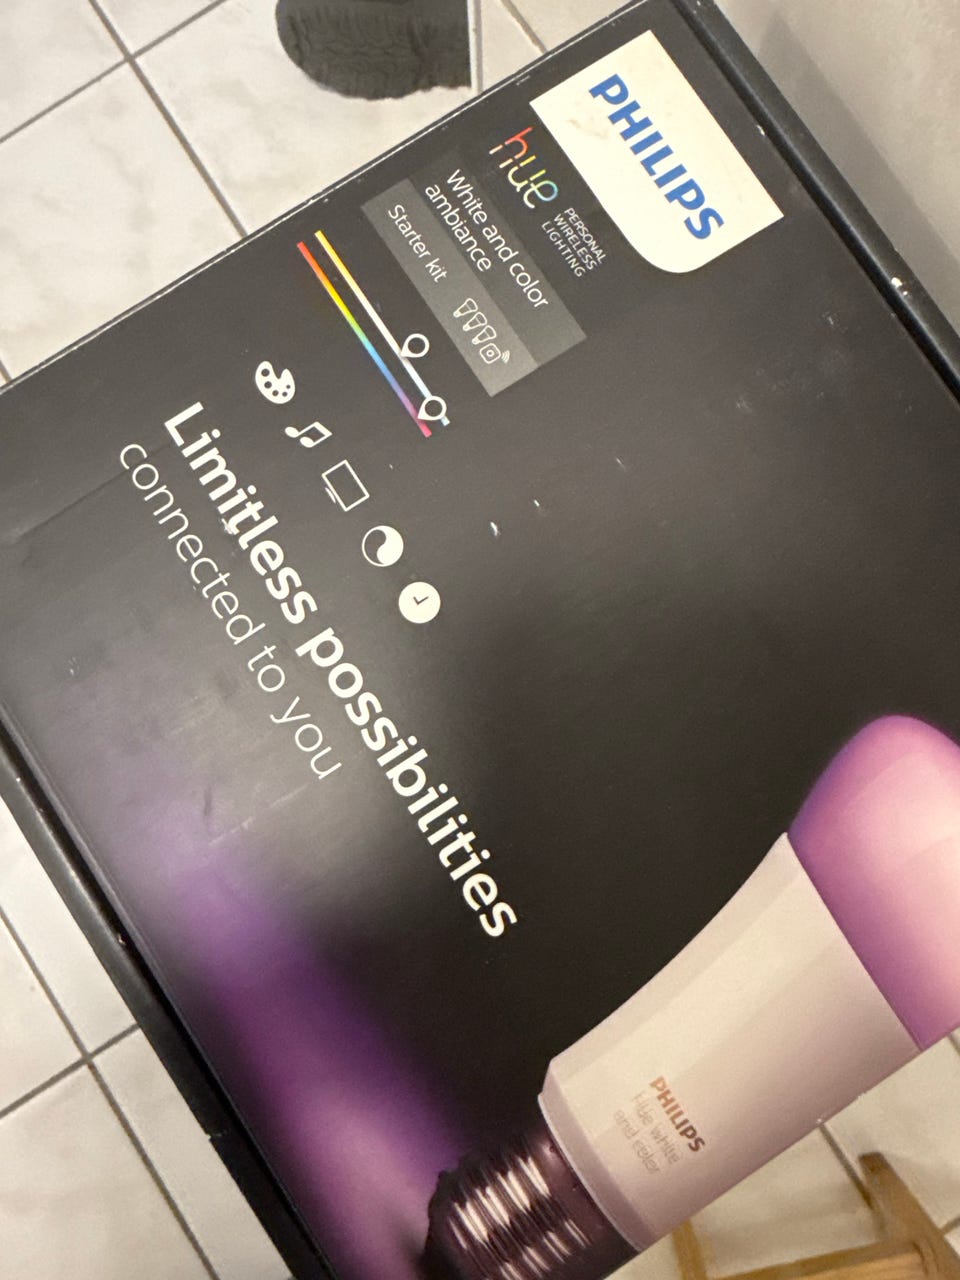 PHILIPS
hue
PERSONAL
WIRELESS
LIGHTING
White and color
ambiance
Starter kit
Limitless possibilities
connected to you
PHILIPS
Hue white
and color